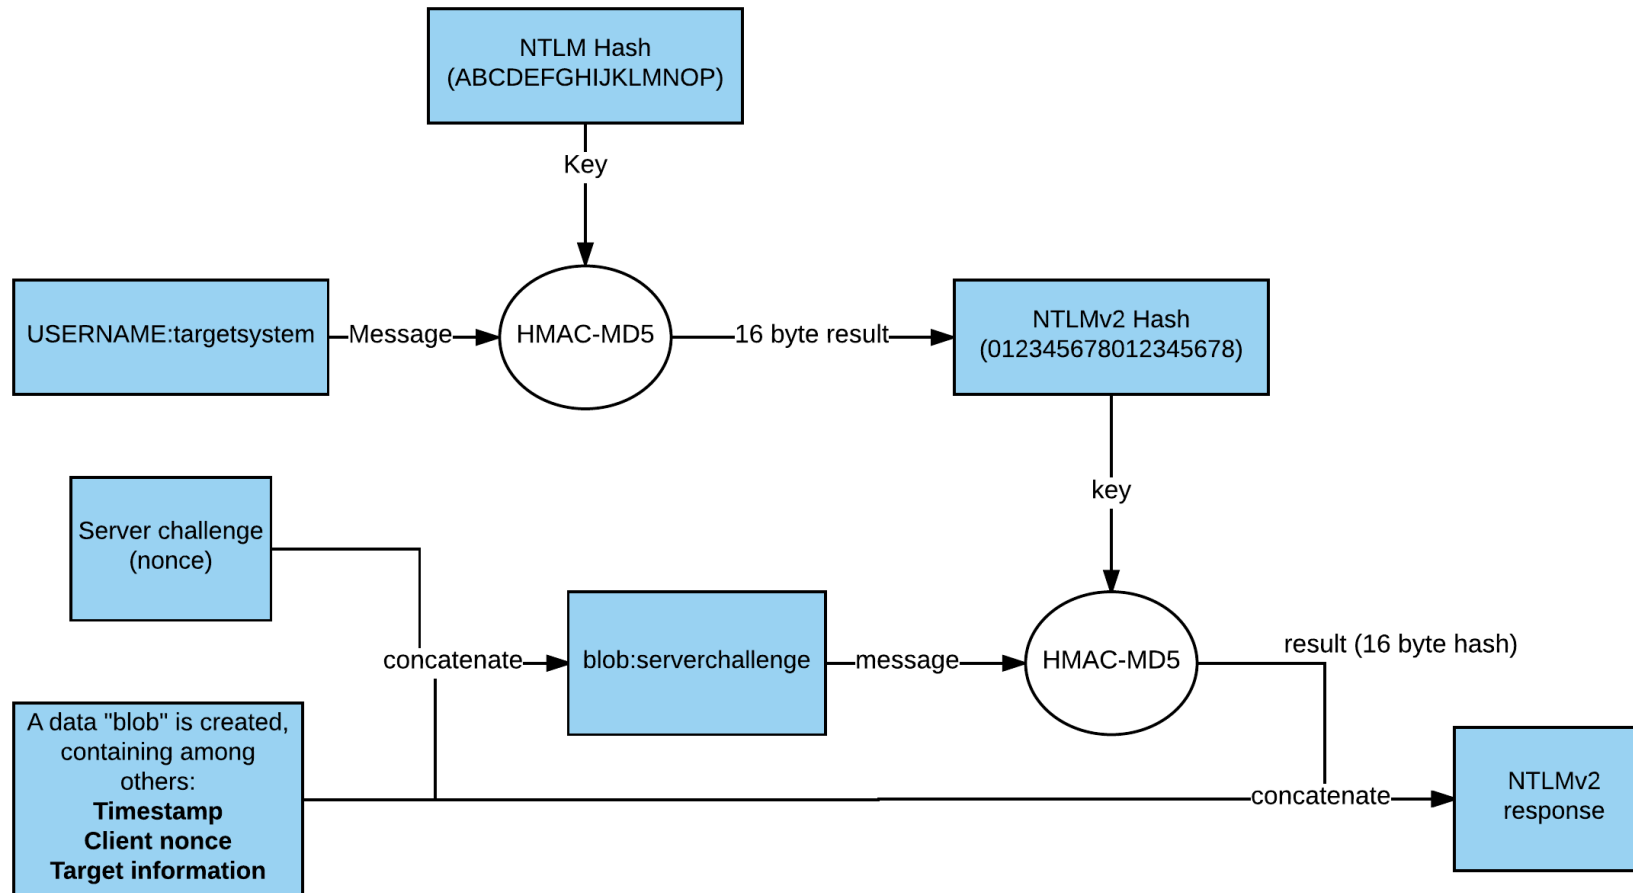 NTLM Hash
(ABCDEFGHIJKLMNOP)
Key
USERNAME:targetsystem
Message
HMAC-MD5
16 byte result
NTLMv2 Hash
(012345678012345678)
key
Server challenge
(nonce)
concatenate
blob:serverchallenge
message
HMAC-MD5
result (16 byte hash)
A data "blob" is created,
containing among
others:
Timestamp
Client nonce
Target information
concatenate
NTLMv2
response